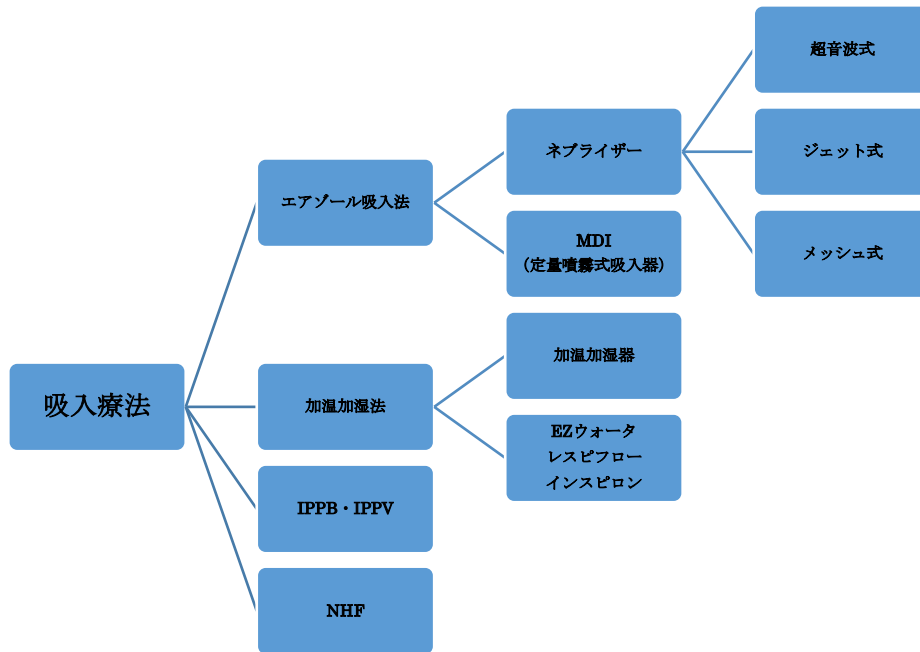 吸入療法
エアゾール吸入法
ネブライザー
超音波式
ジェット式
メッシュ式
MDI
（定量噴霧式吸入器）
加温加湿法
加温加湿器
EZウォータ
レスピフロー
インスピロン
IPPB・IPPV
NHF